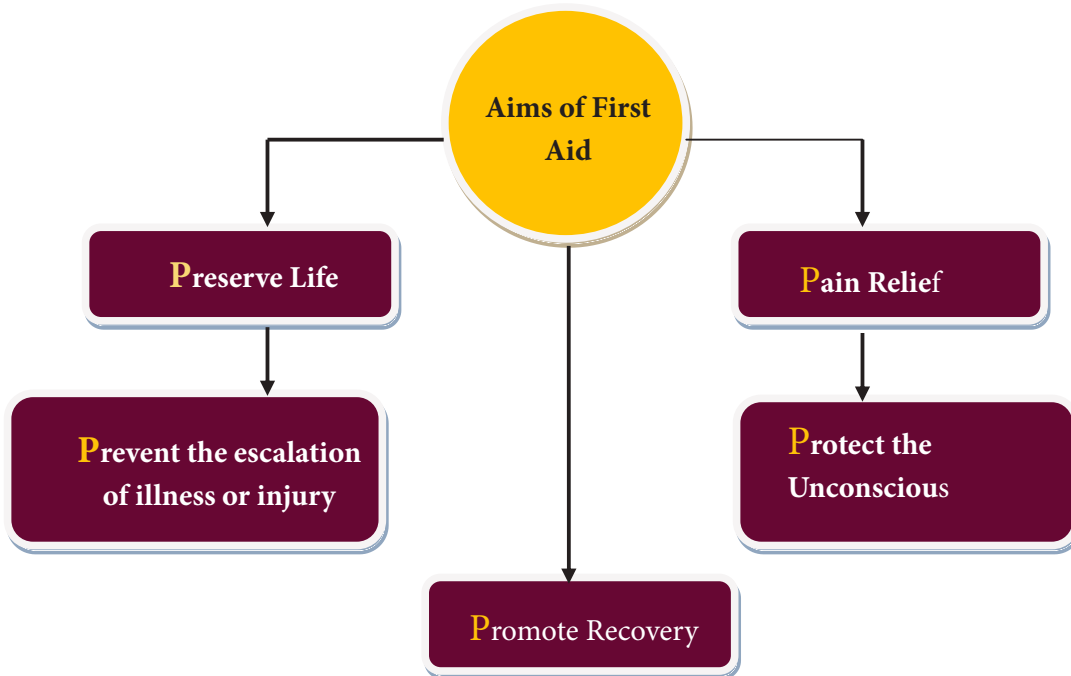 Aims of First
Aid
Preserve Life
Pain Relief
Prevent the escalation
of illness or injury
Protect the
Unconscious
Promote Recovery